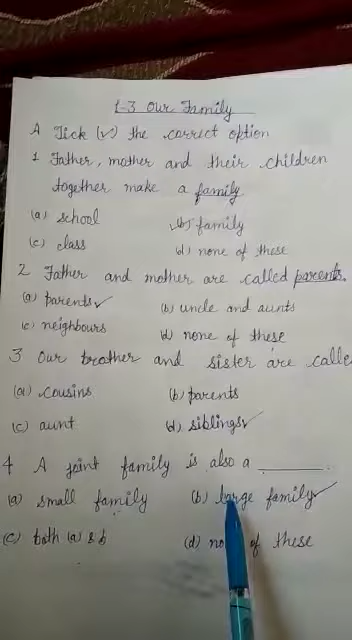 1-3 Our Family
A Tick (✓) the correct option
1 Father, mother and their children
together make a family
(a) school (b) family
(c) class (d) none of these
2 Father and mother are called parents.
(a) parents ✓ (b) uncle and aunts
(c) neighbours (d) none of these
3 Our brother and sister are calle
(a) cousins (b) parents
(c) aunt (d) siblings ✓
4 A joint family is also a ______.
(a) small family (b) large family ✓
(c) both (a) & b (d) no of these